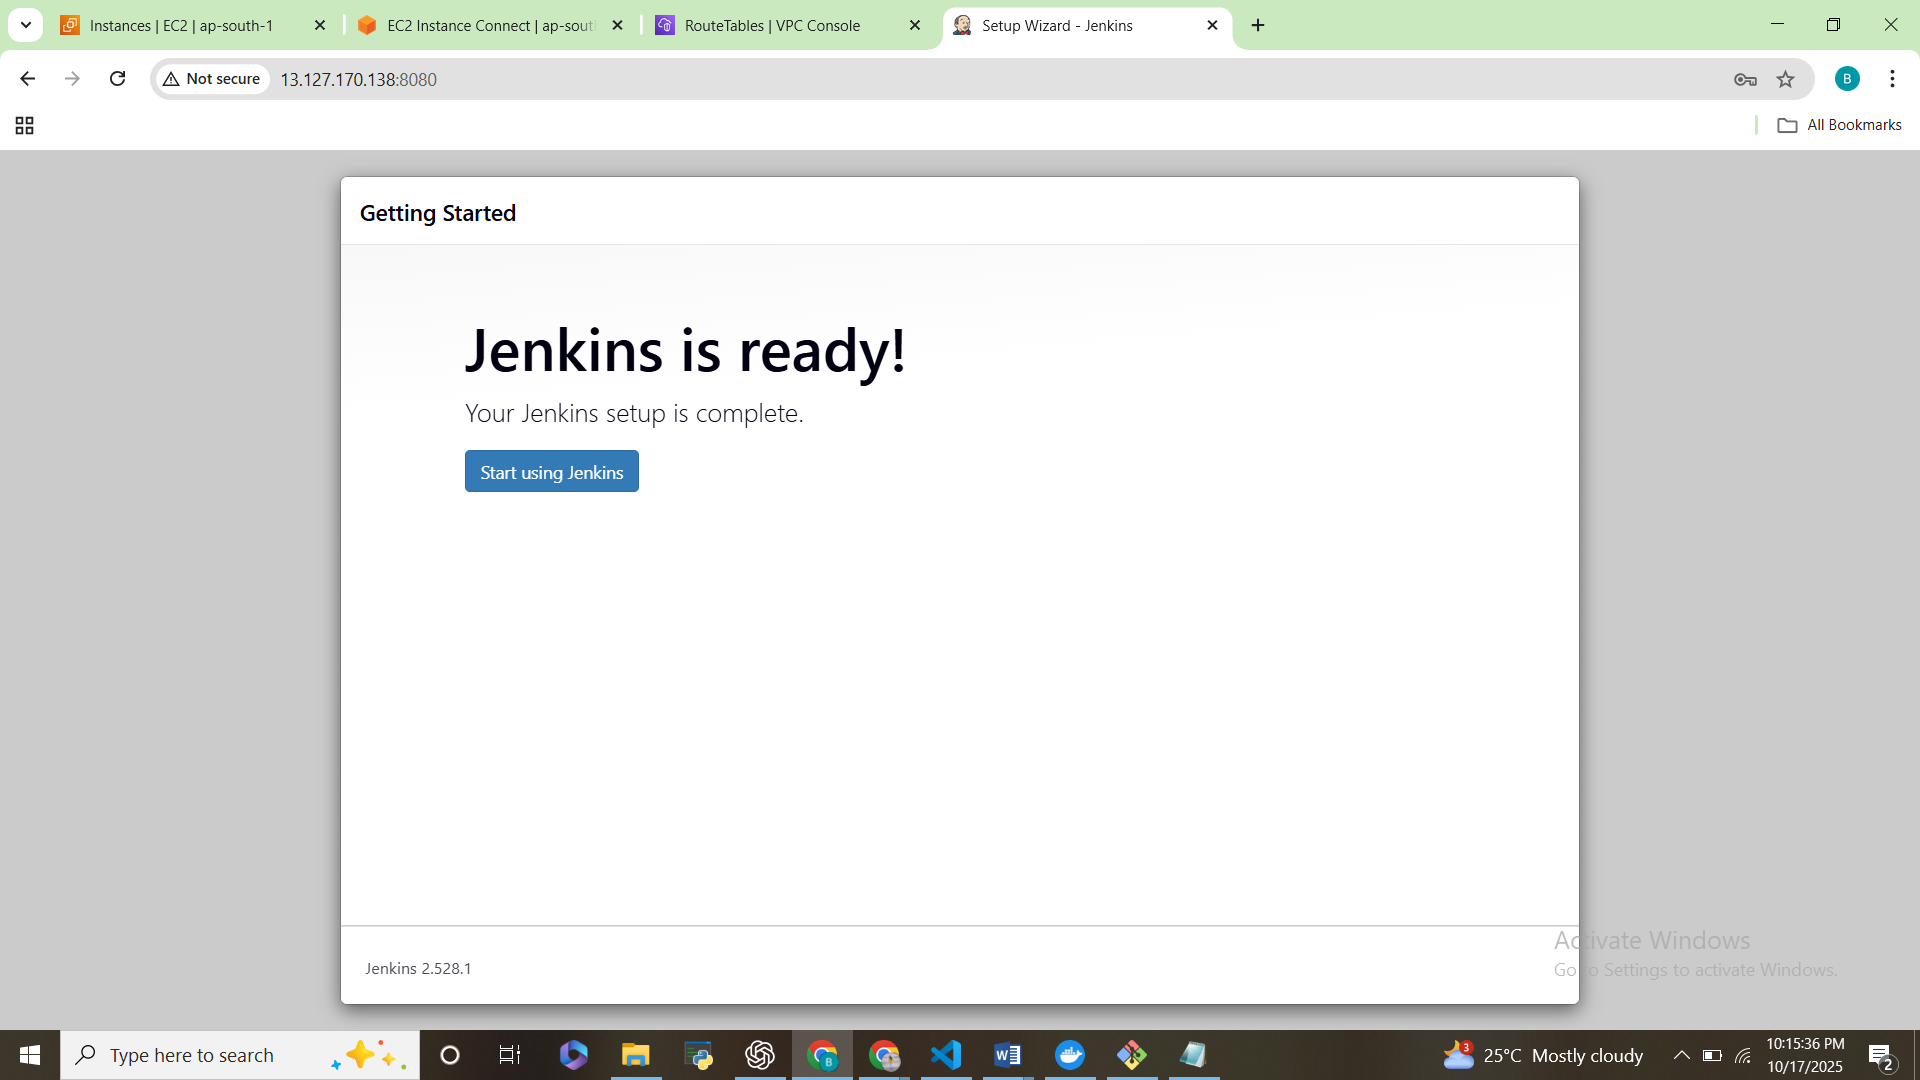 Instances | EC2 | ap-south-1
EC2 Instance Connect | ap-sout
RouteTables | VPC Console
Setup Wizard - Jenkins
Not secure
13.127.170.138:8080
B
All Bookmarks
Getting Started
Jenkins is ready!
Your Jenkins setup is complete.
Start using Jenkins
Jenkins 2.528.1
Activate Windows
Go to Settings to activate Windows.
Type here to search
B
3
25°C Mostly cloudy
10:15:36 PM
10/17/2025
2